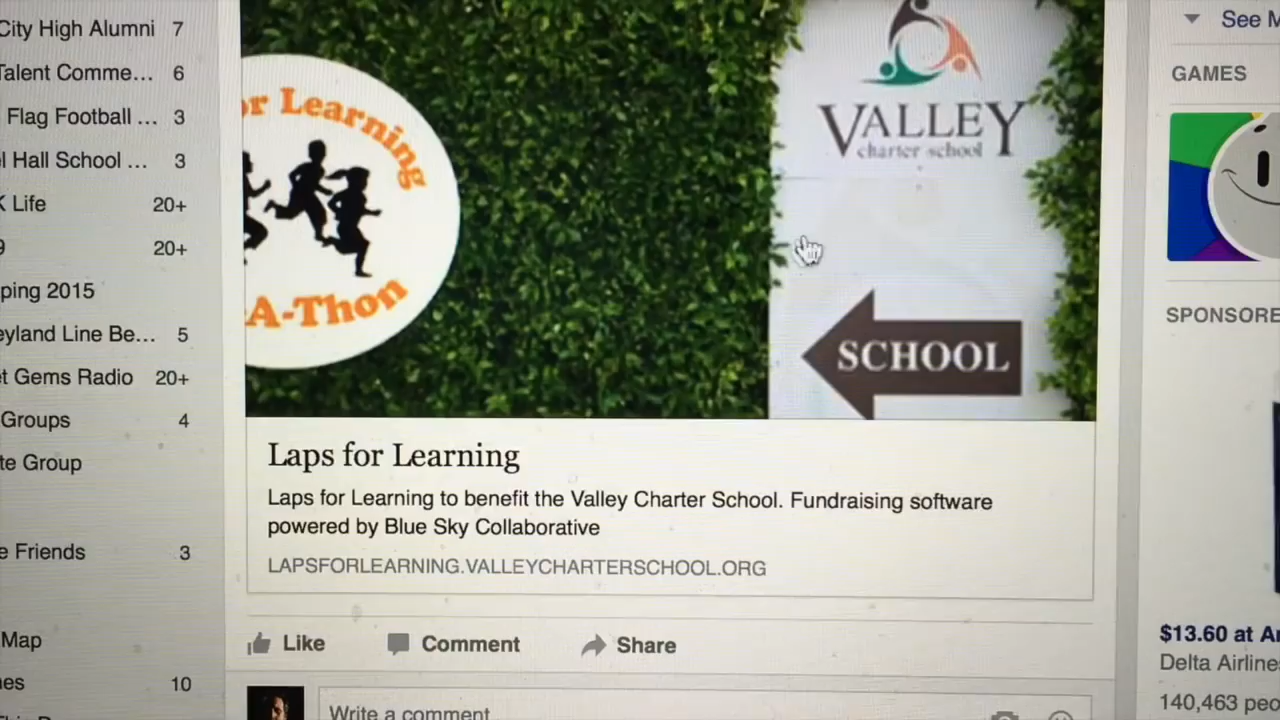 City High Alumni 7
Talent Comme... 6
Flag Football ... 3
Hall School ... 3
Life 20+
9 20+
ping 2015
eyland Line Be... 5
t Gems Radio 20+
Groups 4
te Group
e Friends 3
Map
nes 10
or Learning
A-Thon
VALLEY
charter school
SCHOOL
Laps for Learning
Laps for Learning to benefit the Valley Charter School. Fundraising software
powered by Blue Sky Collaborative
LAPSFORLEARNING.VALLEYCHARTERSCHOOL.ORG
Like Comment Share
Write a comment
See M
GAMES
SPONSORE
$13.60 at A
Delta Airline
140,463 peo